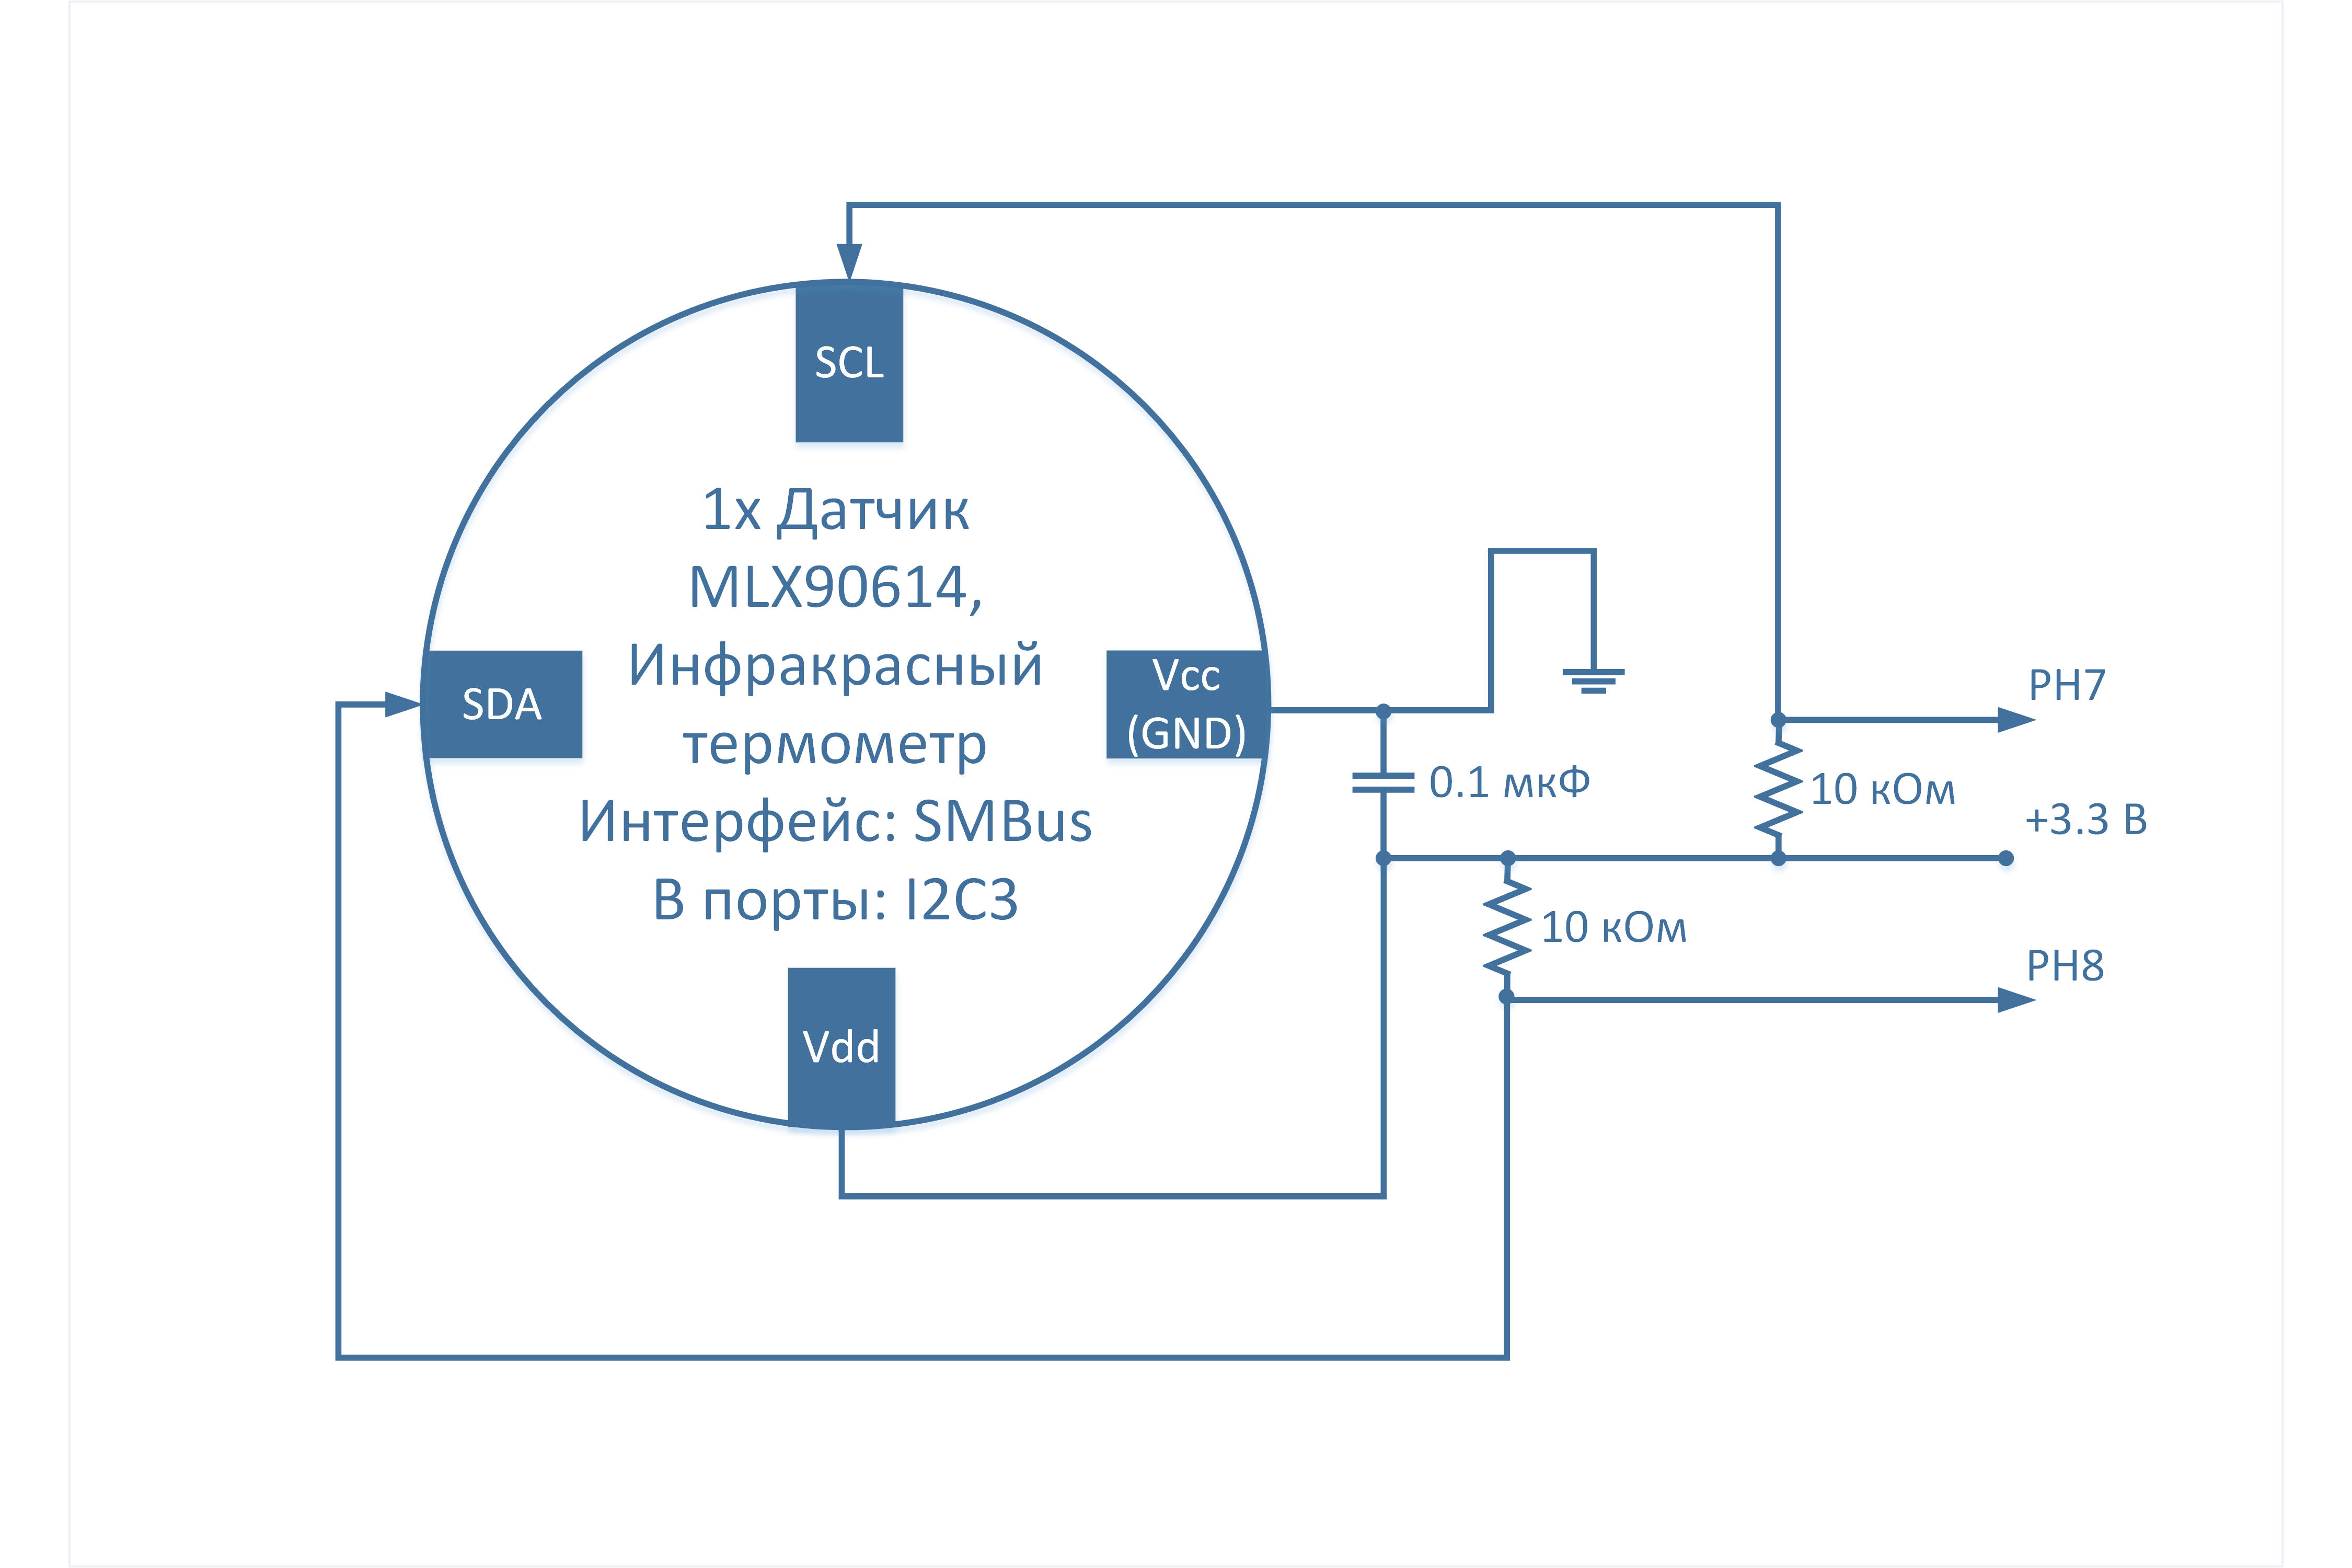 SCL
1x Датчик
MLX90614,
Инфракрасный
термометр
Интерфейс: SMBus
В порты: I2C3
SDA
Vcc
(GND)
Vdd
0.1 мкФ
PH7
10 кОм
+3.3 В
10 кОм
PH8